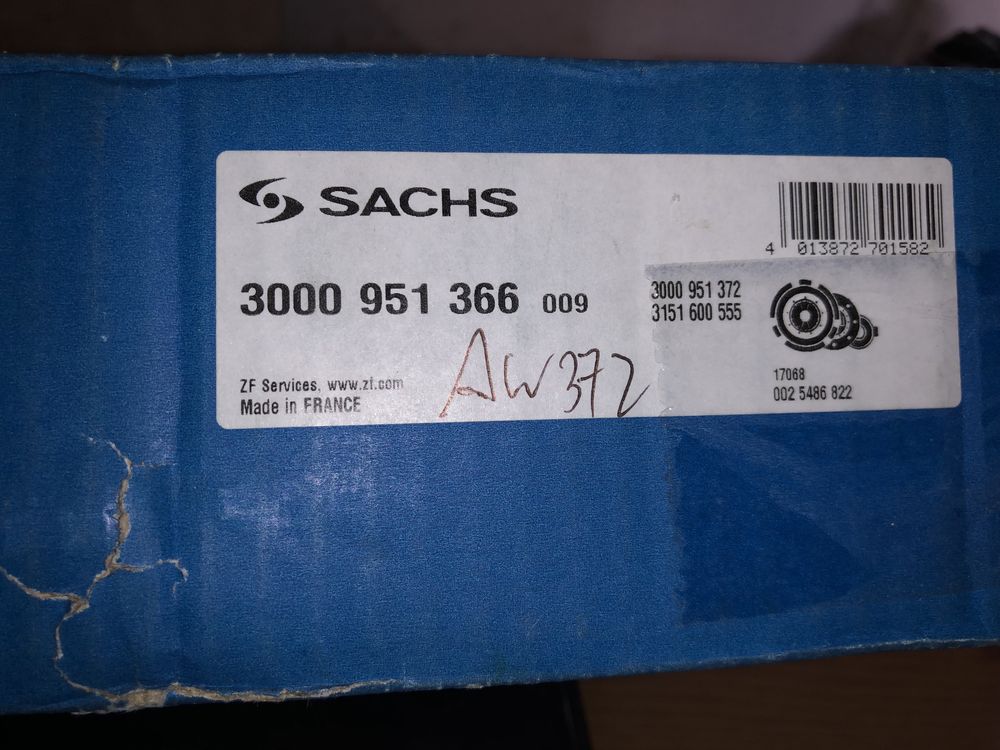 SACHS
3000 951 366 009
ZF Services, www.zf.com
Made in FRANCE
AW372
4 013872 701582
3000 951 372
3151 600 555
17068
002 5486 822